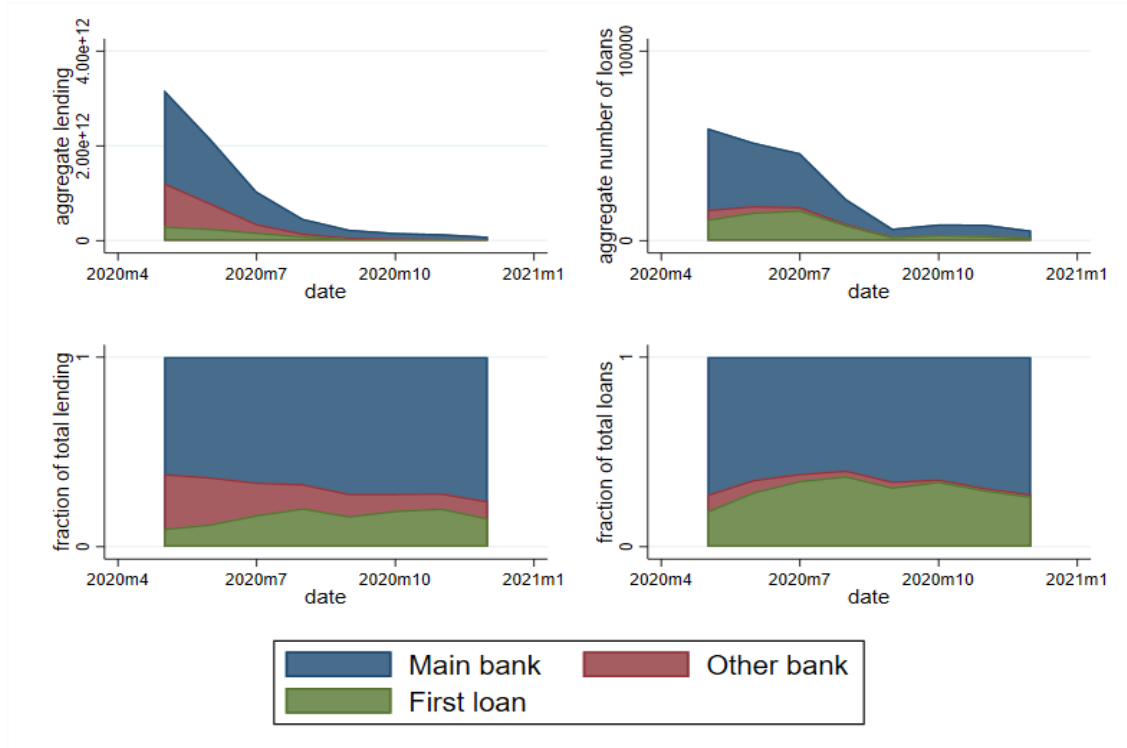 aggregate lending
4.00e+12
2.00e+12
0
2020m4 2020m7 2020m10 2021m1
date
aggregate number of loans
100000
0
2020m4 2020m7 2020m10 2021m1
date
fraction of total lending
1
0
2020m4 2020m7 2020m10 2021m1
date
fraction of total loans
1
0
2020m4 2020m7 2020m10 2021m1
date
Main bank Other bank
First loan